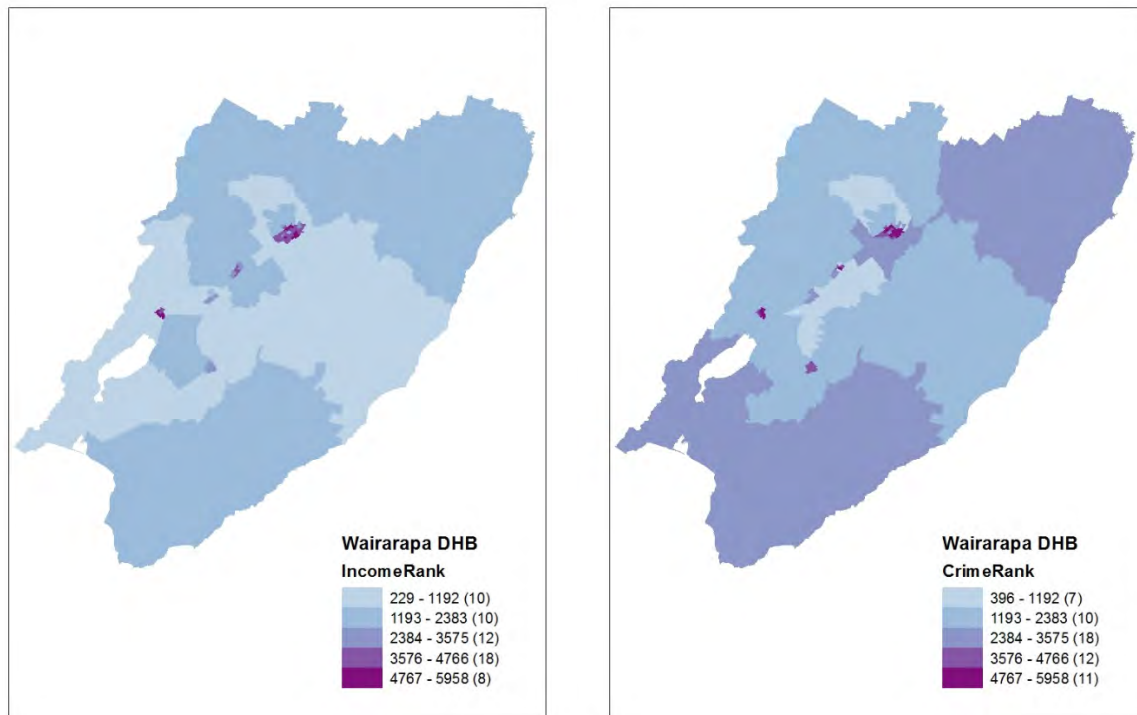 Wairarapa DHB
IncomeRank
229 - 1192 (10)
1193 - 2383 (10)
2384 - 3575 (12)
3576 - 4766 (18)
4767 - 5958 (8)
Wairarapa DHB
CrimeRank
396 - 1192 (7)
1193 - 2383 (10)
2384 - 3575 (18)
3576 - 4766 (12)
4767 - 5958 (11)